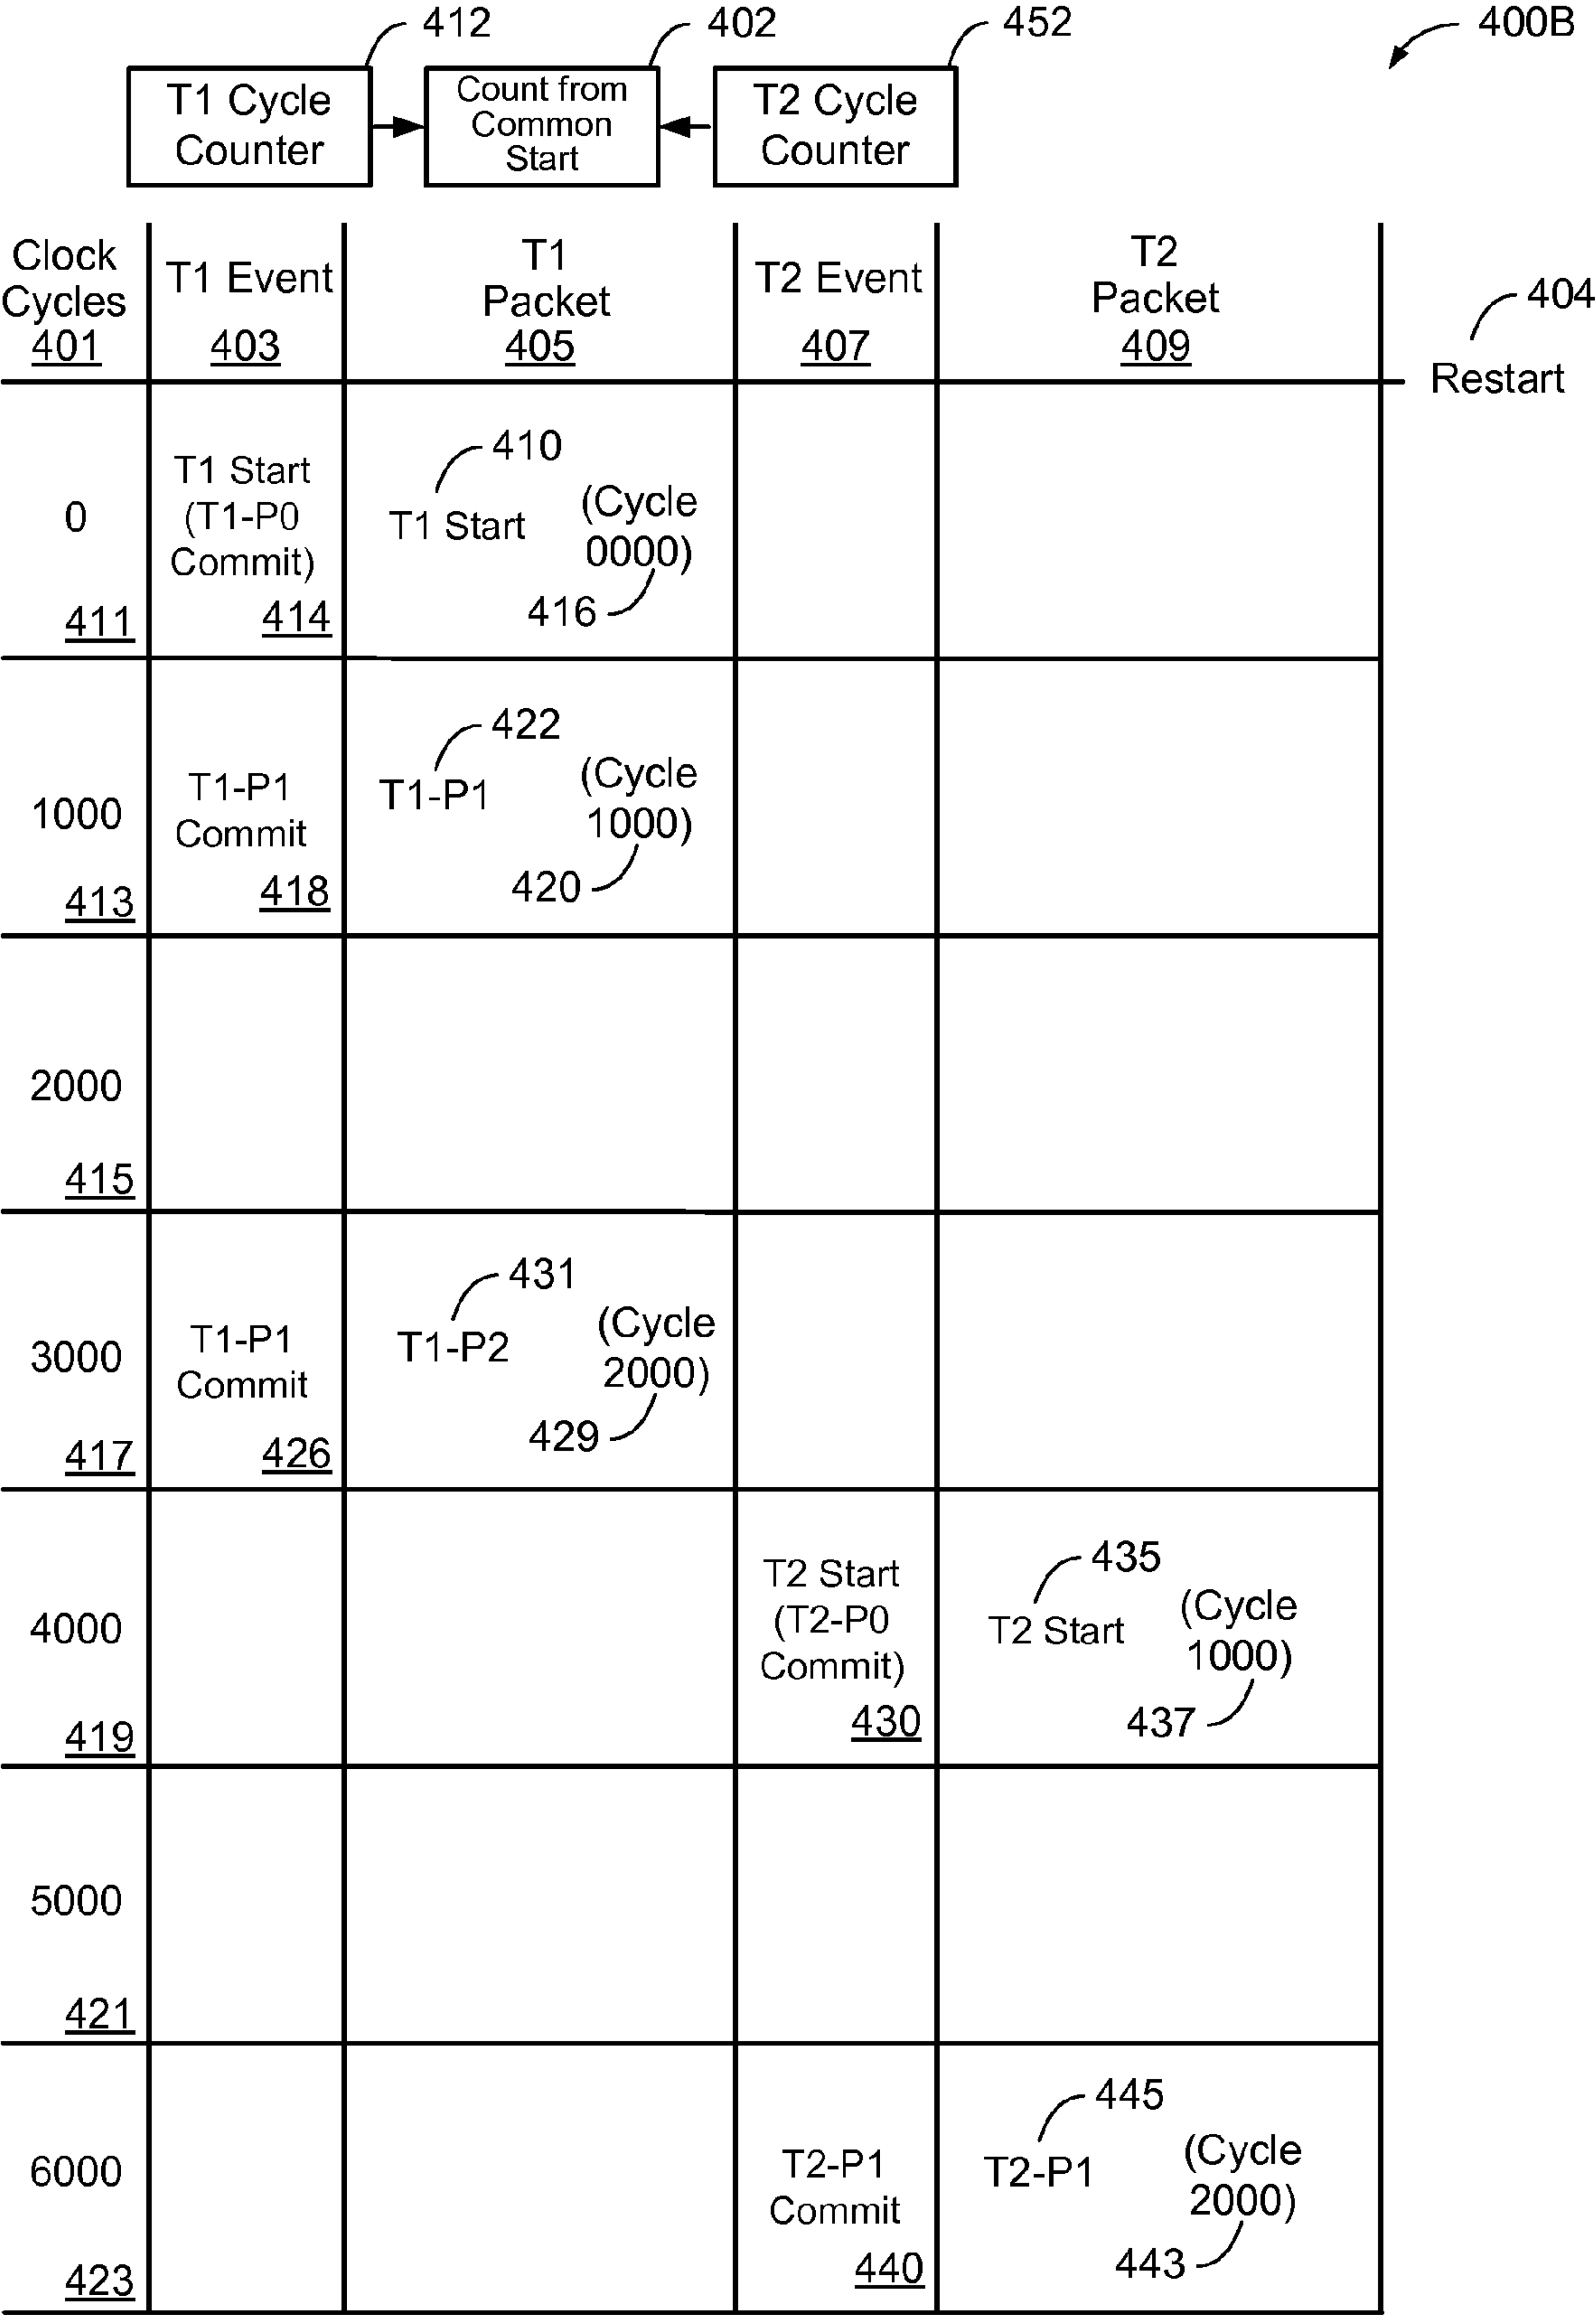 412
402
452
400B
T1 Cycle
Counter
Count from
Common
Start
T2 Cycle
Counter
Clock
Cycles
401
T1 Event
403
T1
Packet
405
T2 Event
407
T2
Packet
409
404
Restart
0
411
T1 Start
(T1-P0
Commit)
414
410
T1 Start
(Cycle
0000)
416
1000
413
T1-P1
Commit
418
422
T1-P1
(Cycle
1000)
420
2000
415
3000
417
T1-P1
Commit
426
431
T1-P2
(Cycle
2000)
429
4000
419
T2 Start
(T2-P0
Commit)
430
435
T2 Start
(Cycle
1000)
437
5000
421
6000
423
T2-P1
Commit
440
445
T2-P1
(Cycle
2000)
443